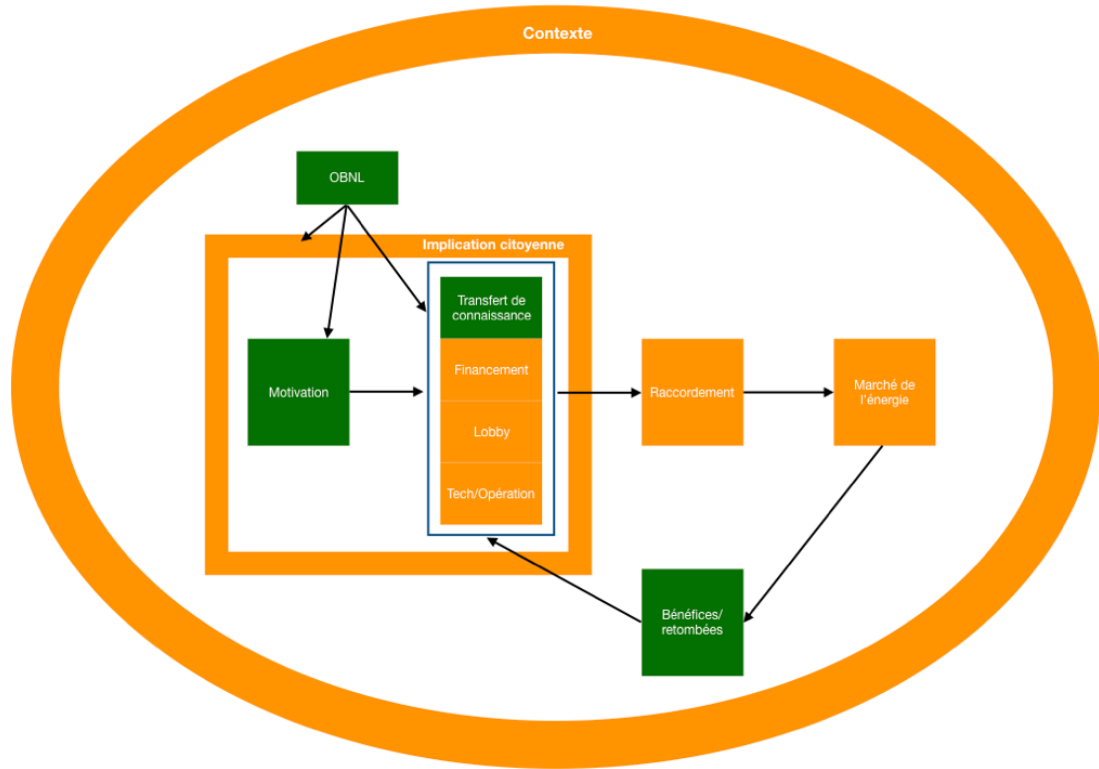 Contexte
OBNL
Implication citoyenne
Transfert de
connaissance
Motivation
Financement
Lobby
Tech/Opération
Raccordement
Marché de
l'énergie
Bénéfices/
retombées